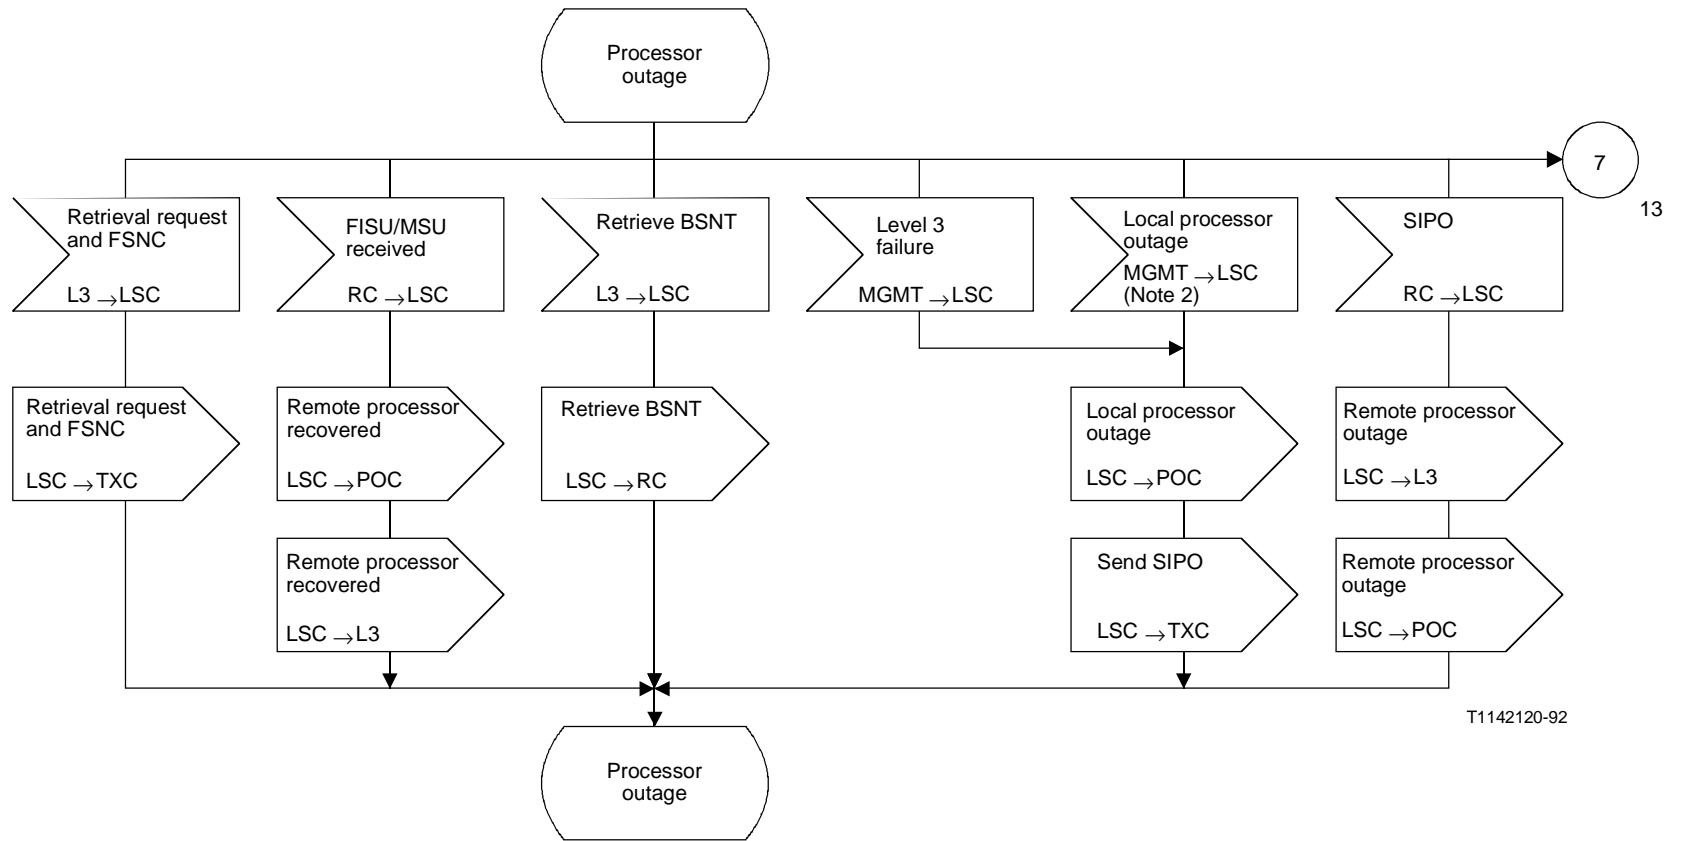 Processor
outage
7
13
Retrieval request
and FSNC
L3 →LSC
FISU/MSU
received
RC →LSC
Retrieve BSNT
L3 →LSC
Level 3
failure
MGMT →LSC
Local processor
outage
MGMT →LSC
(Note 2)
SIPO
RC →LSC
Retrieval request
and FSNC
LSC →TXC
Remote processor
recovered
LSC →POC
Retrieve BSNT
LSC →RC
Local processor
outage
LSC →POC
Remote processor
outage
LSC →L3
Remote processor
recovered
LSC →L3
Send SIPO
LSC →TXC
Remote processor
outage
LSC →POC
T1142120-92
Processor
outage